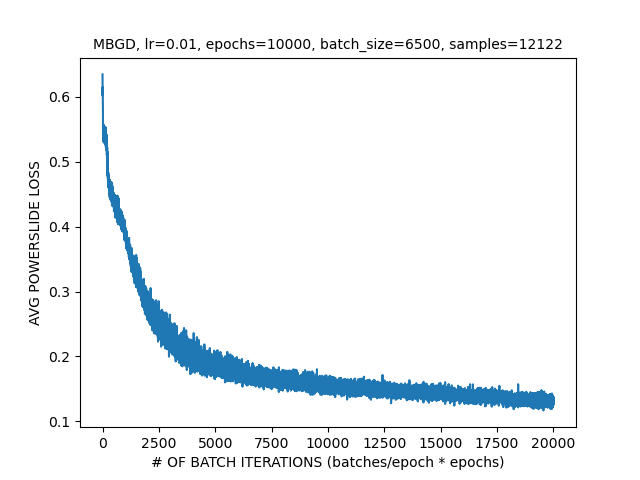 MBGD, lr=0.01, epochs=10000, batch_size=6500, samples=12122
AVG POWERSLIDE LOSS
0.6
0.5
0.4
0.3
0.2
0.1
0 2500 5000 7500 10000 12500 15000 17500 20000
# OF BATCH ITERATIONS (batches/epoch * epochs)